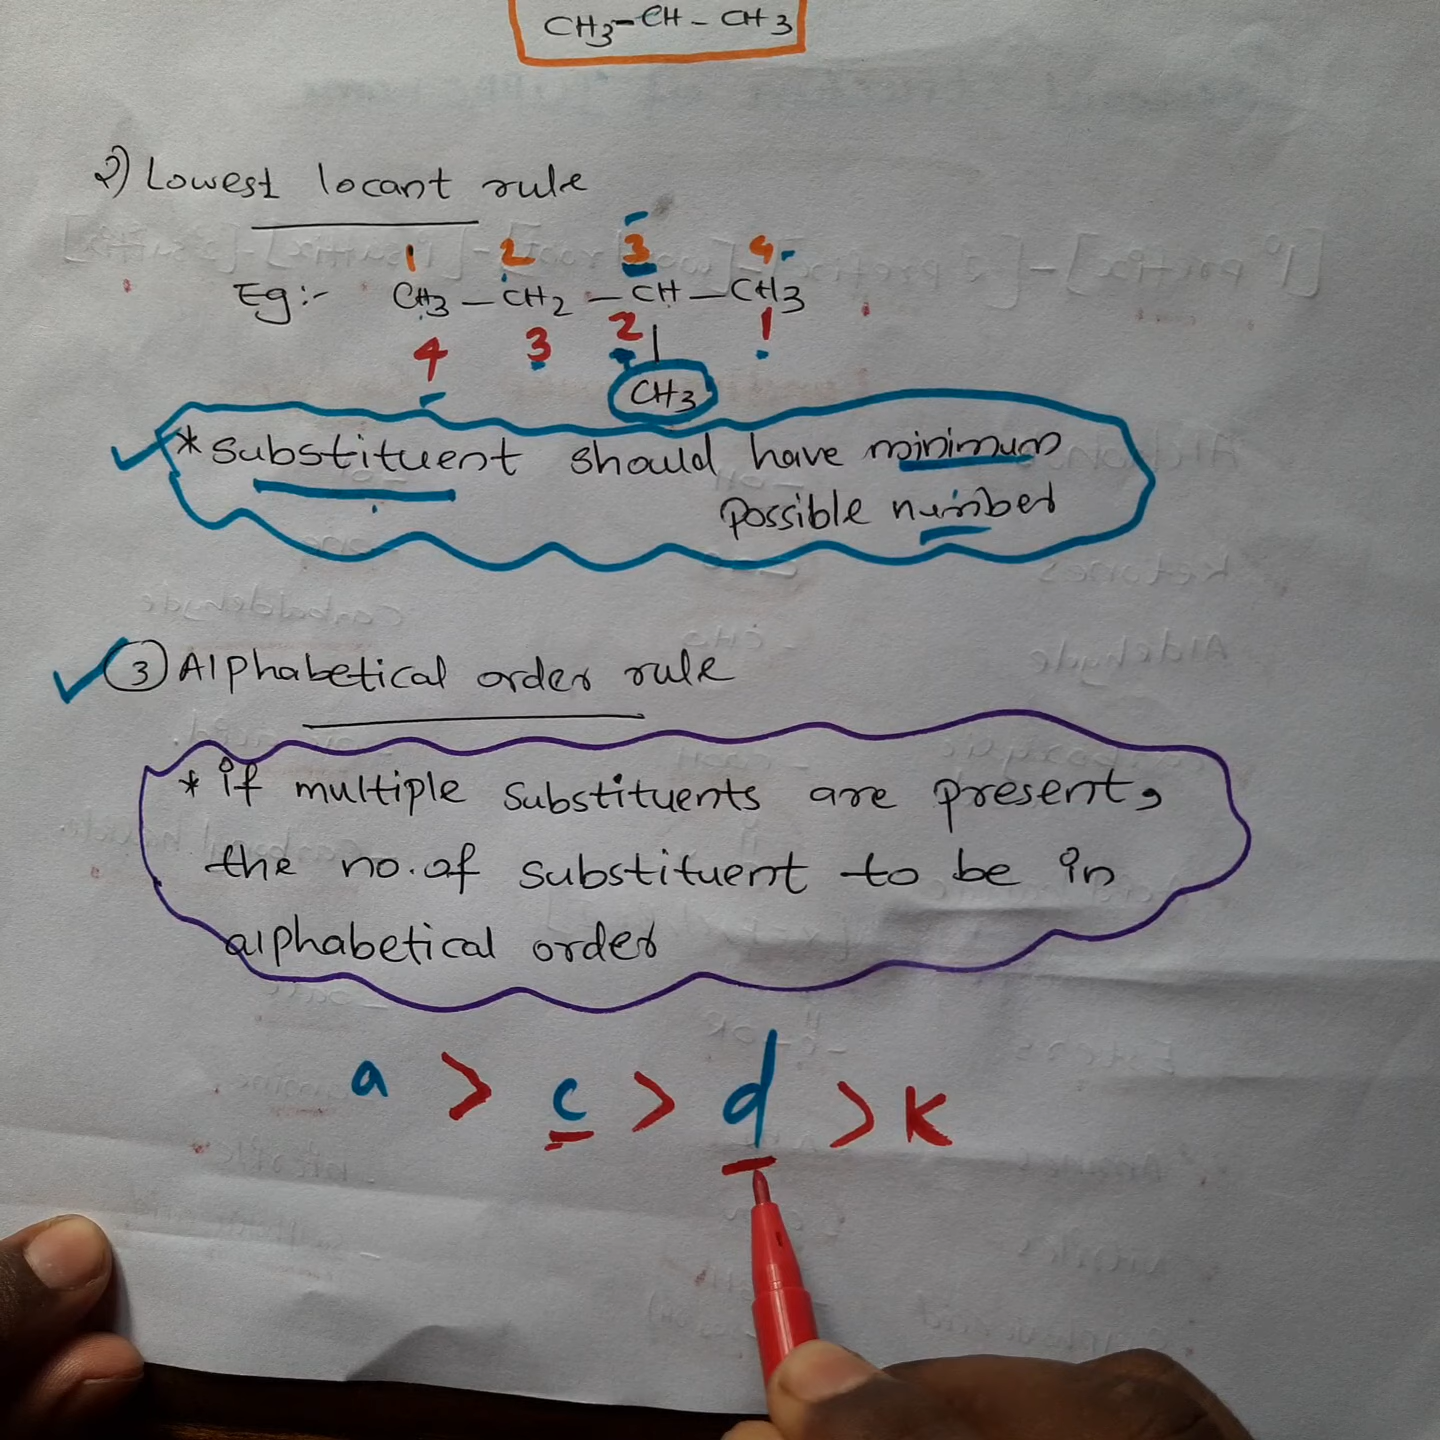 CH3-CH-CH3
2) Lowest locant rule
1 2 3 4
Eg:- CH3-CH2-CH-CH3
4 3 2 1
CH3
* Substituent should have minimum
possible number
3 Alphabetical order rule
* if multiple substituents are present,
the no.of substituent to be in
alphabetical order
a > c > d > k